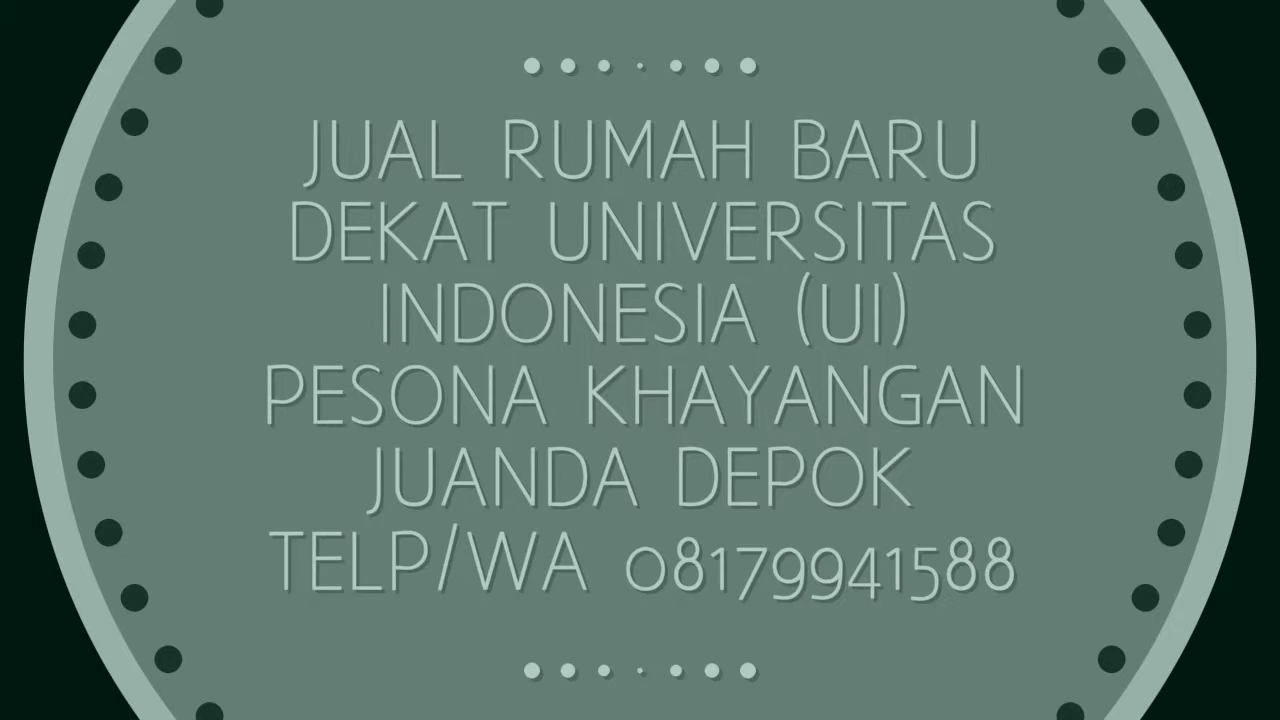 JUAL RUMAH BARU
DEKAT UNIVERSITAS
INDONESIA (UI)
PESONA KHAYANGAN
JUANDA DEPOK
TELP/WA 08179941588